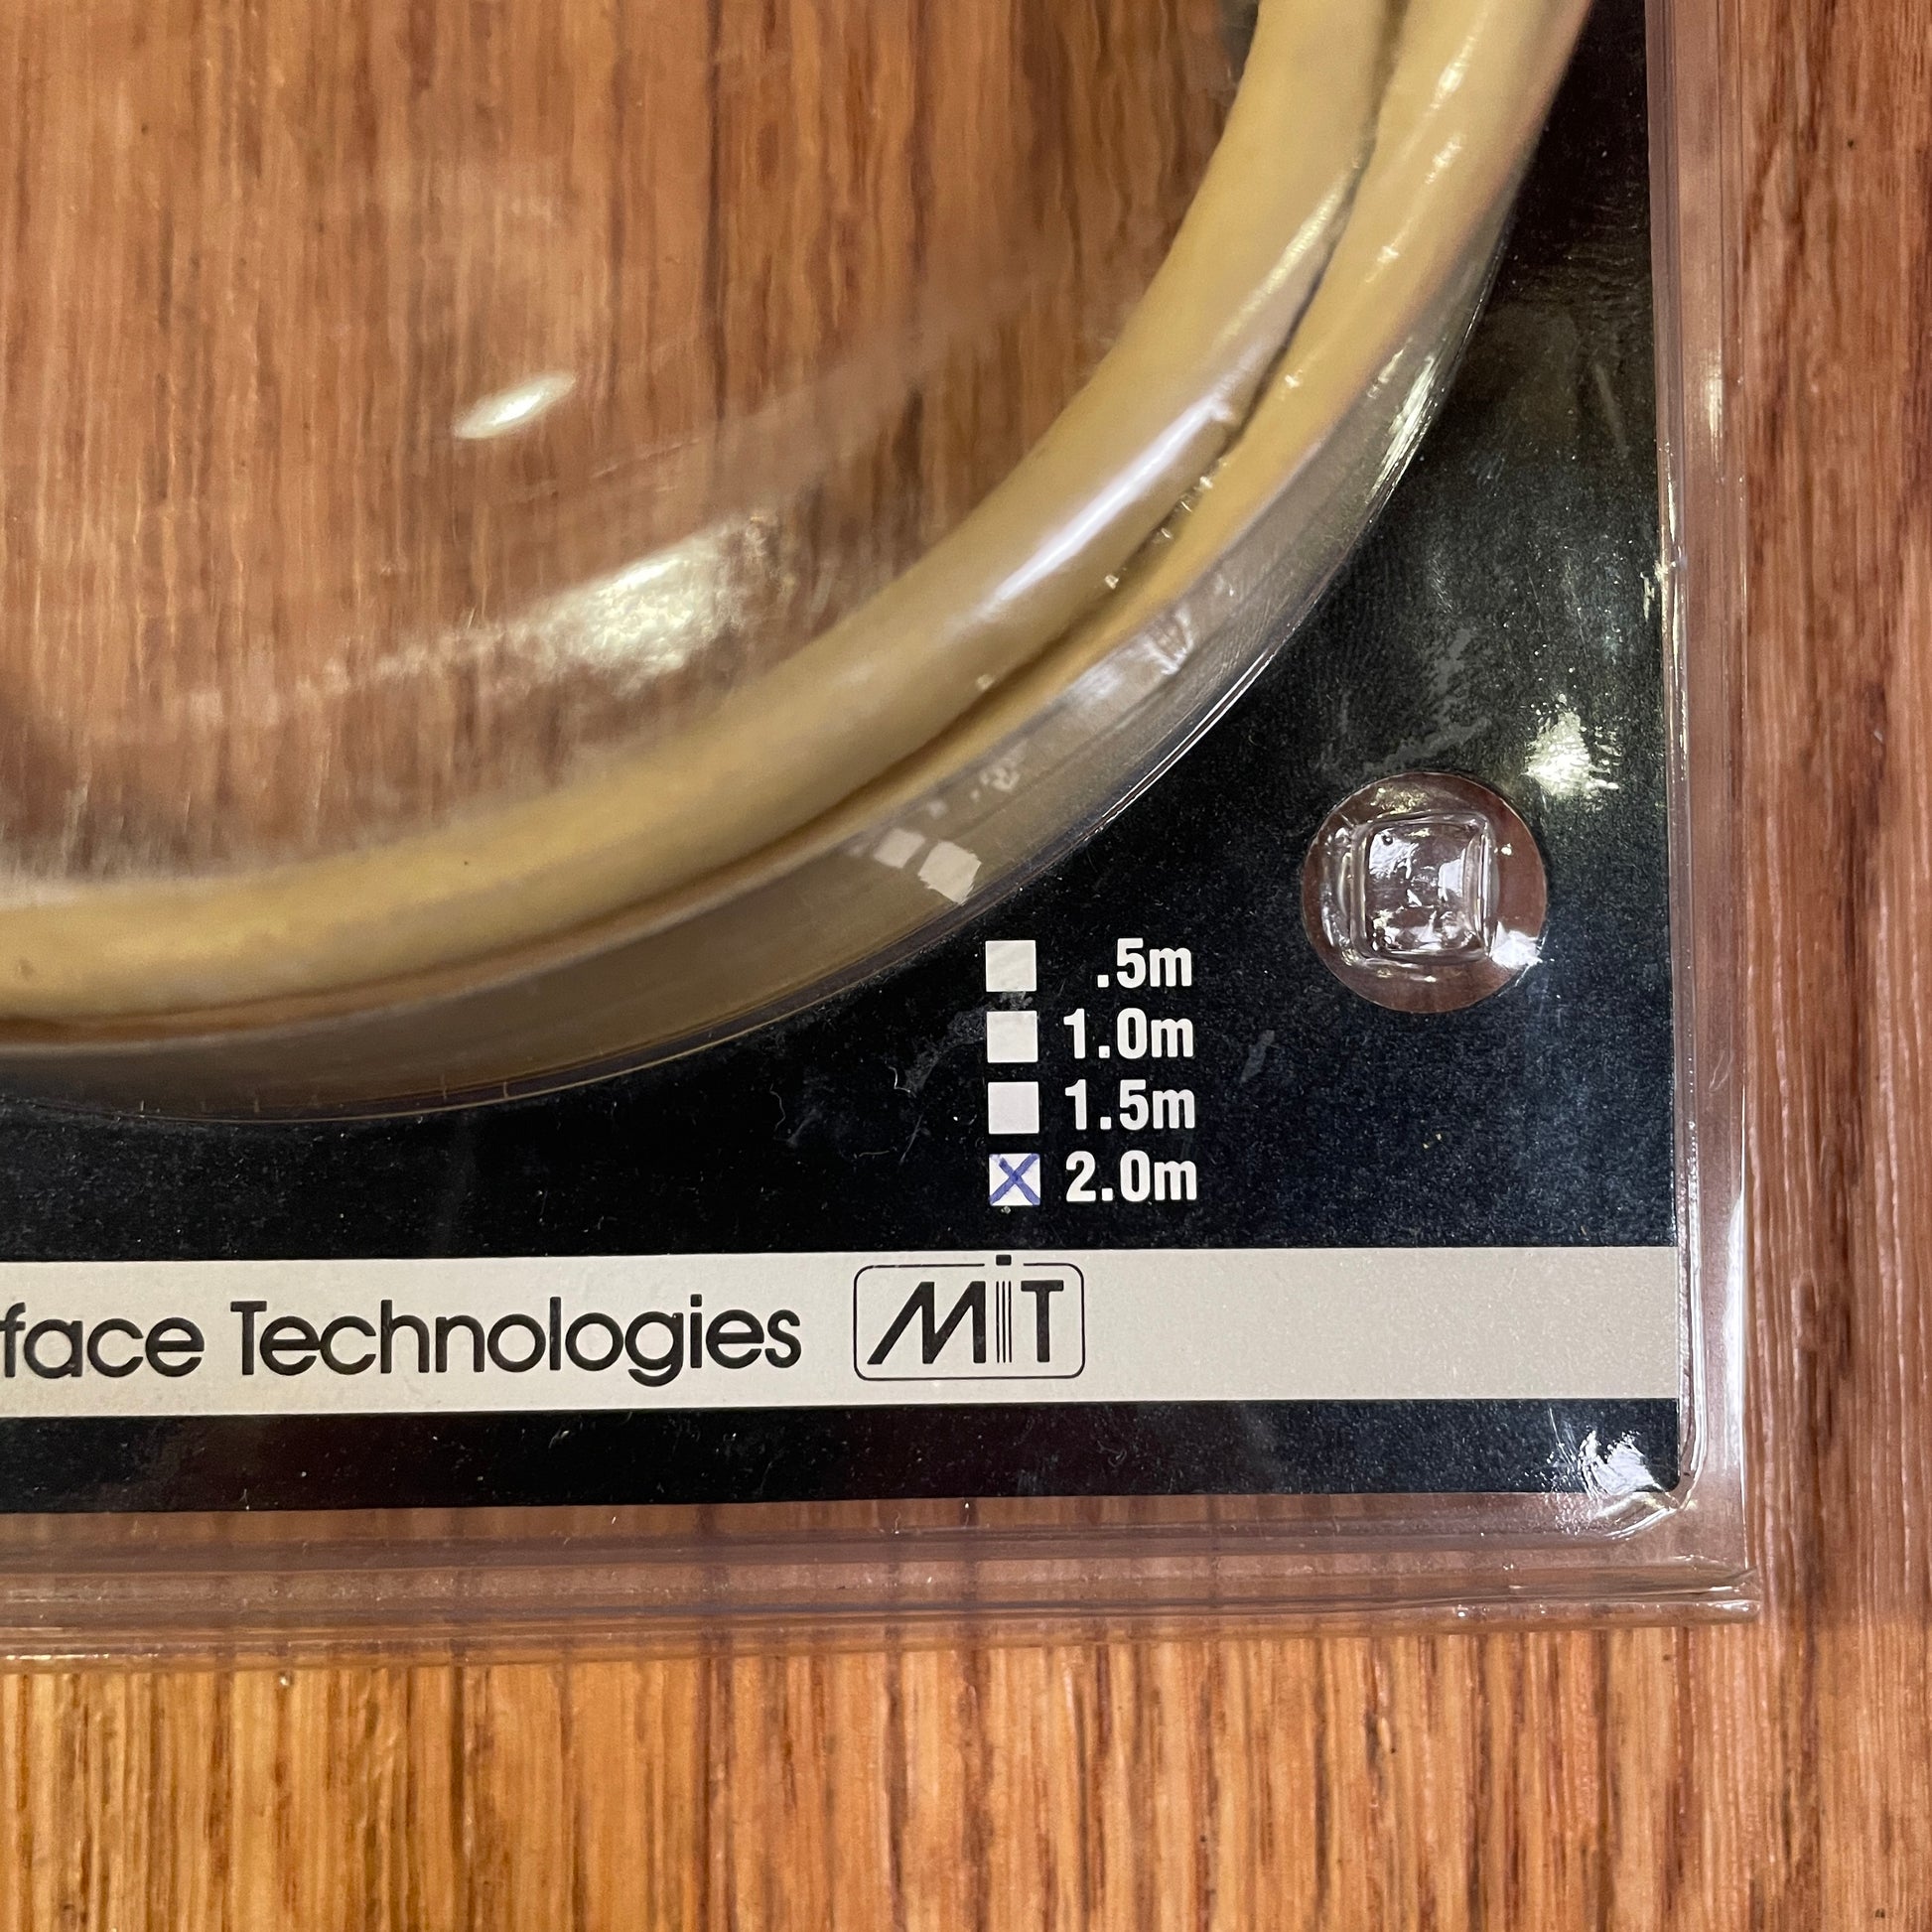 .5m
1.0m
1.5m
2.0m
face Technologies MiT